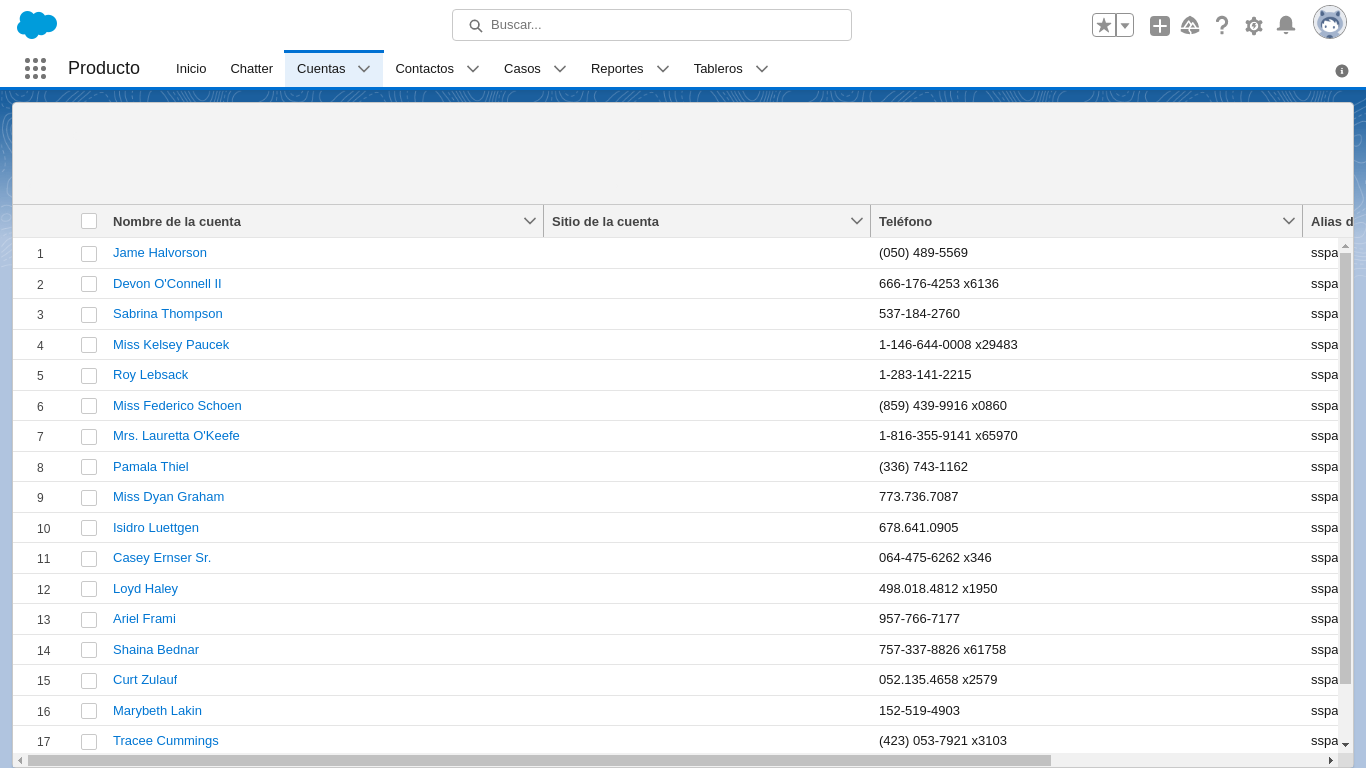 Buscar...
Producto Inicio Chatter Cuentas Contactos Casos Reportes Tableros
Nombre de la cuenta Sitio de la cuenta Teléfono Alias d
1 Jame Halvorson (050) 489-5569 sspa
2 Devon O'Connell II 666-176-4253 x6136 sspa
3 Sabrina Thompson 537-184-2760 sspa
4 Miss Kelsey Paucek 1-146-644-0008 x29483 sspa
5 Roy Lebsack 1-283-141-2215 sspa
6 Miss Federico Schoen (859) 439-9916 x0860 sspa
7 Mrs. Lauretta O'Keefe 1-816-355-9141 x65970 sspa
8 Pamala Thiel (336) 743-1162 sspa
9 Miss Dyan Graham 773.736.7087 sspa
10 Isidro Luettgen 678.641.0905 sspa
11 Casey Ernser Sr. 064-475-6262 x346 sspa
12 Loyd Haley 498.018.4812 x1950 sspa
13 Ariel Frami 957-766-7177 sspa
14 Shaina Bednar 757-337-8826 x61758 sspa
15 Curt Zulauf 052.135.4658 x2579 sspa
16 Marybeth Lakin 152-519-4903 sspa
17 Tracee Cummings (423) 053-7921 x3103 sspa